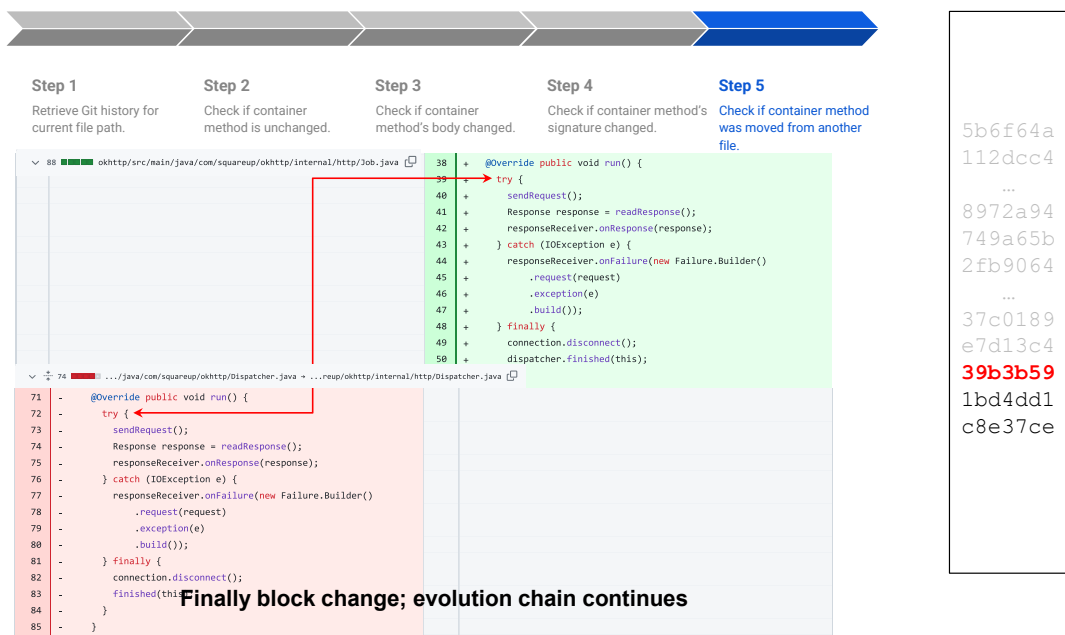 Step 1
Retrieve Git history for
current file path.
Step 2
Check if container
method is unchanged.
Step 3
Check if container
method's body changed.
Step 4
Check if container method's
signature changed.
Step 5
Check if container method
was moved from another
file.
88 okhttp/src/main/java/com/squareup/okhttp/internal/http/Job.java
38 + @Override public void run() {
39 + try {
40 + sendRequest();
41 + Response response = readResponse();
42 + responseReceiver.onResponse(response);
43 + } catch (IOException e) {
44 + responseReceiver.onFailure(new Failure.Builder()
45 + .request(request)
46 + .exception(e)
47 + .build());
48 + } finally {
49 + connection.disconnect();
50 + dispatcher.finished(this);
74 .../java/com/squareup/okhttp/Dispatcher.java → ...reup/okhttp/internal/http/Dispatcher.java
71 - @Override public void run() {
72 - try {
73 - sendRequest();
74 - Response response = readResponse();
75 - responseReceiver.onResponse(response);
76 - } catch (IOException e) {
77 - responseReceiver.onFailure(new Failure.Builder()
78 - .request(request)
79 - .exception(e)
80 - .build());
81 - } finally {
82 - connection.disconnect();
83 - finished(this
84 - }
85 - }
Finally block change; evolution chain continues
5b6f64a
112dcc4
…
8972a94
749a65b
2fb9064
…
37c0189
e7d13c4
39b3b59
1bd4dd1
c8e37ce